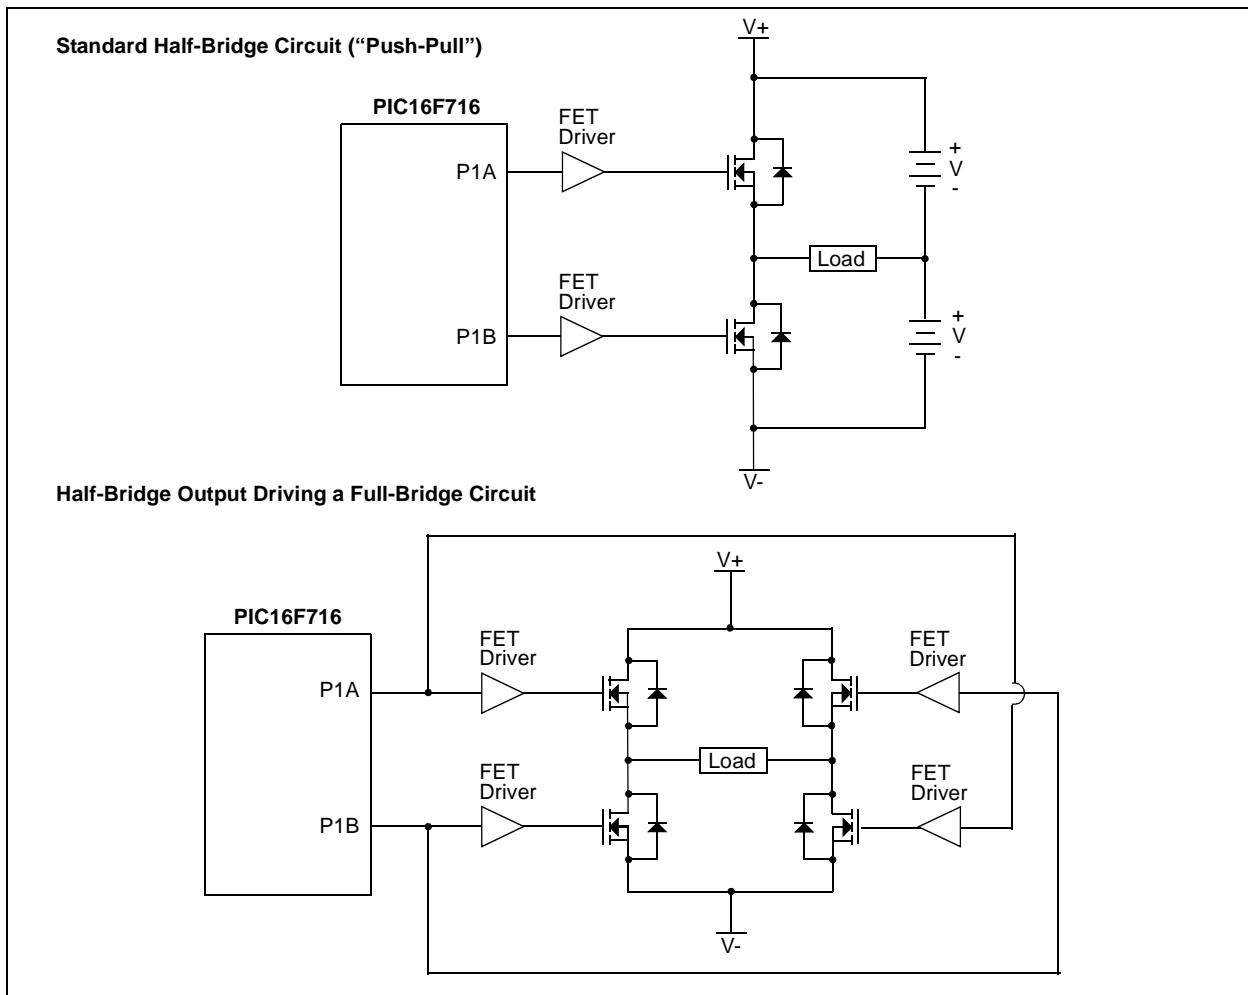 Standard Half-Bridge Circuit (“Push-Pull”)
V+
PIC16F716
FET
Driver
P1A
+
V
-
Load
FET
Driver
P1B
+
V
-
V-
Half-Bridge Output Driving a Full-Bridge Circuit
V+
PIC16F716
FET
Driver
FET
Driver
P1A
Load
FET
Driver
FET
Driver
P1B
V-